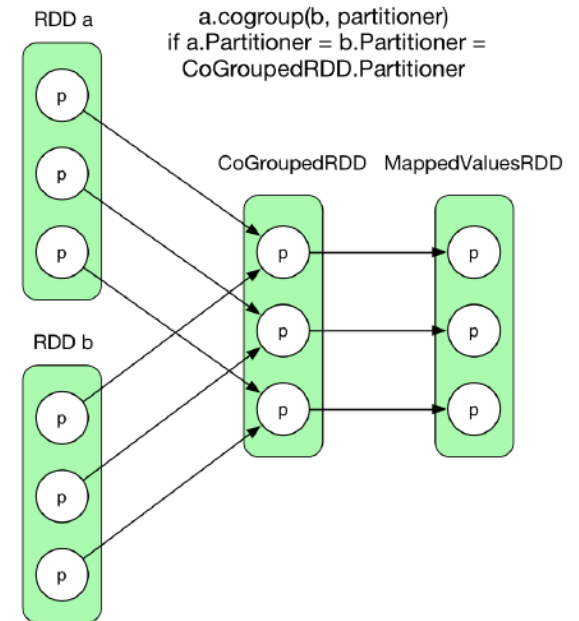 RDD a
a.cogroup(b, partitioner)
if a.Partitioner = b.Partitioner =
CoGroupedRDD.Partitioner
p
p
p
CoGroupedRDD
MappedValuesRDD
p
p
p
p
p
p
RDD b
p
p
p